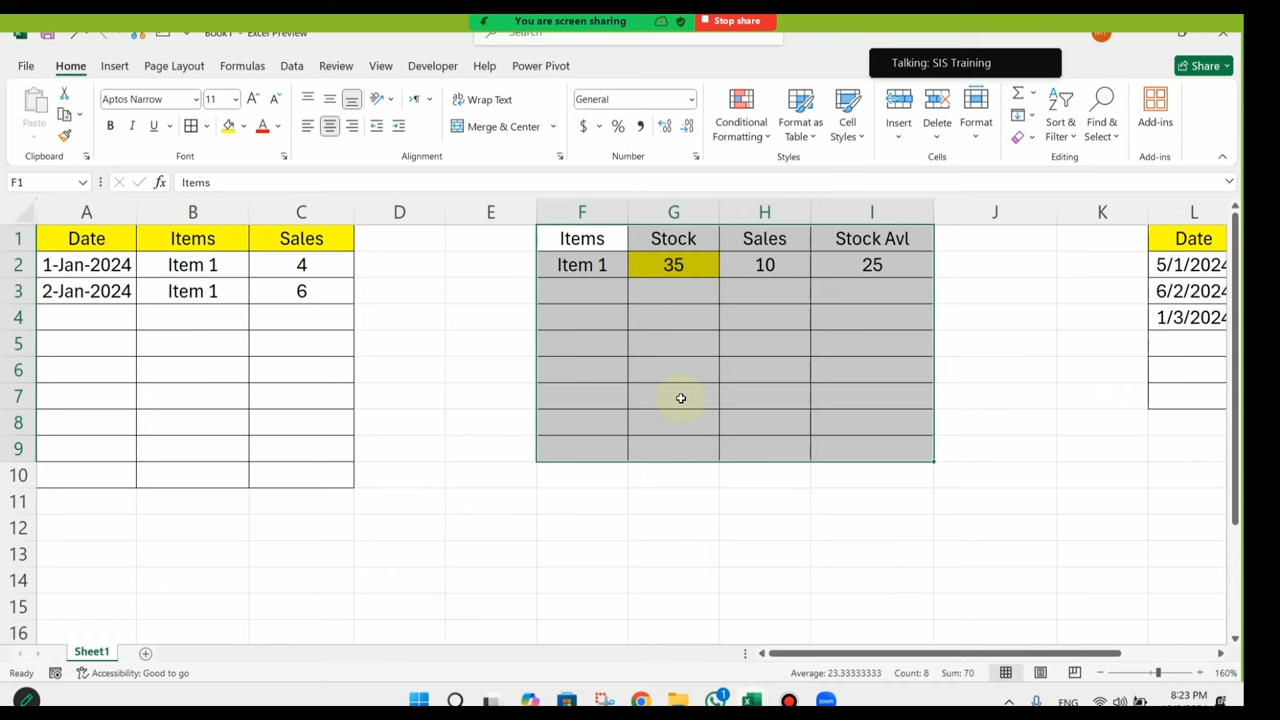 You are screen sharing
Stop share
Book1 - Excel Preview
Search
Talking: SIS Training
File Home Insert Page Layout Formulas Data Review View Developer Help Power Pivot
Share
Paste
Aptos Narrow 11
B I U
Wrap Text
Merge & Center
General
$ % ,
Conditional Formatting
Format as Table
Cell Styles
Insert
Delete
Format
Sort & Filter
Find & Select
Add-ins
Clipboard Font Alignment Number Styles Cells Editing Add-ins
F1 fx Items
A B C D E F G H I J K L
1 Date Items Sales Items Stock Sales Stock Avl Date
2 1-Jan-2024 Item 1 4 Item 1 35 10 25 5/1/2024
3 2-Jan-2024 Item 1 6 6/2/2024
4 1/3/2024
5
6
7
8
9
10
11
12
13
14
15
16
Sheet1
Ready Accessibility: Good to go Average: 23.33333333 Count: 8 Sum: 70 160%
1
zoom
ENG
8:23 PM